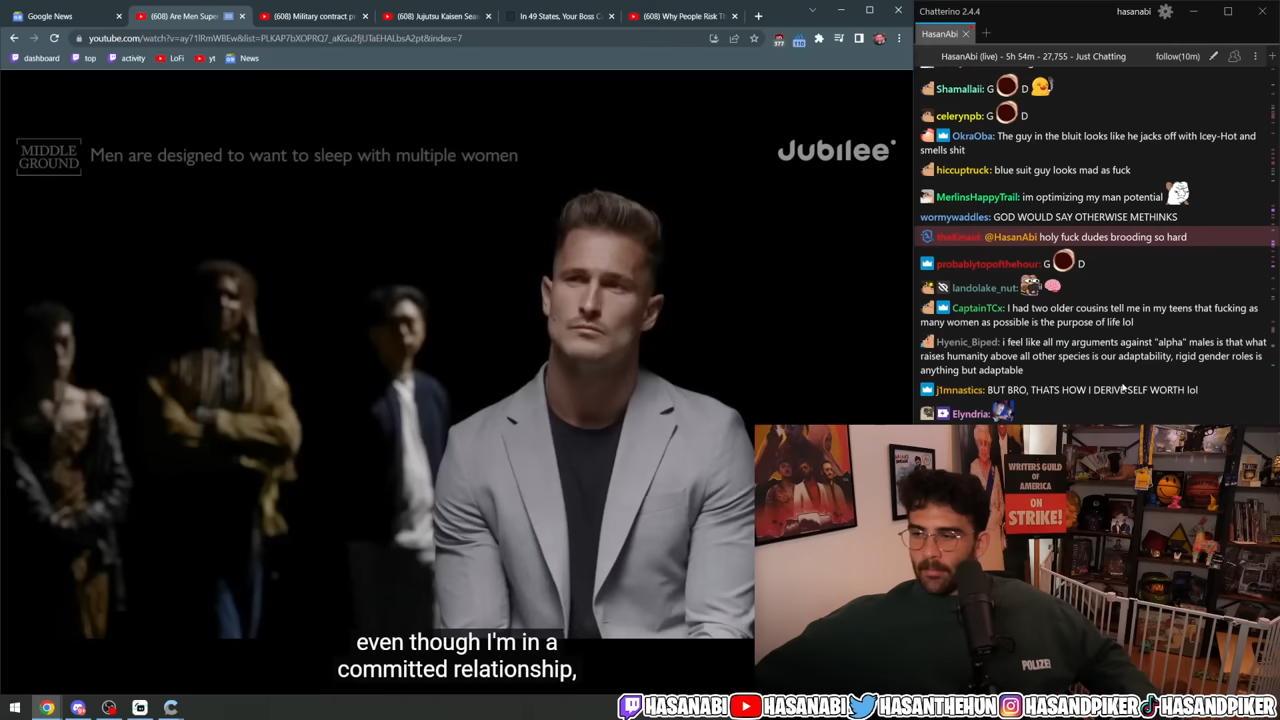 Google News
(608) Are Men Supe
(608) Military contract p
(608) Jujutsu Kaisen Sea
In 49 States, Your Boss C
(608) Why People Risk Th
youtube.com/watch?v=ay71lRmWBEw&list=PLKAP7bXOPRQ7_aKGu2fjUTaEHALbsA2pt&index=7
dashboard
top
activity
LoFi
yt
News
MIDDLE
GROUND
Men are designed to want to sleep with multiple women
Jubilee
even though I'm in a
committed relationship,
Chatterino 2.4.4
hasanabi
HasanAbi
HasanAbi (live) - 5h 54m - 27,755 - Just Chatting
follow(10m)
Shamallaii: G D
celerynpb: G D
OkraOba: The guy in the bluit looks like he jacks off with Icey-Hot and
smells shit
hiccuptruck: blue suit guy looks mad as fuck
MerlinsHappyTrail: im optimizing my man potential
wormywaddles: GOD WOULD SAY OTHERWISE METHINKS
@HasanAbi holy fuck dudes brooding so hard
probablytopofthehour: G D
landolake_nut:
CaptainTCx: I had two older cousins tell me in my teens that fucking as
many women as possible is the purpose of life lol
Hyenic_Biped: i feel like all my arguments against "alpha" males is that what
raises humanity above all other species is our adaptability, rigid gender roles is
anything but adaptable
j1mnastics: BUT BRO, THATS HOW I DERIVE SELF WORTH lol
Elyndria:
WRITERS GUILD
OF
AMERICA
ON
STRIKE!
POLIZEI
HASANABI
HASANABI
HASANTHEHUN
HASANDPIKER
HASANDPIKER